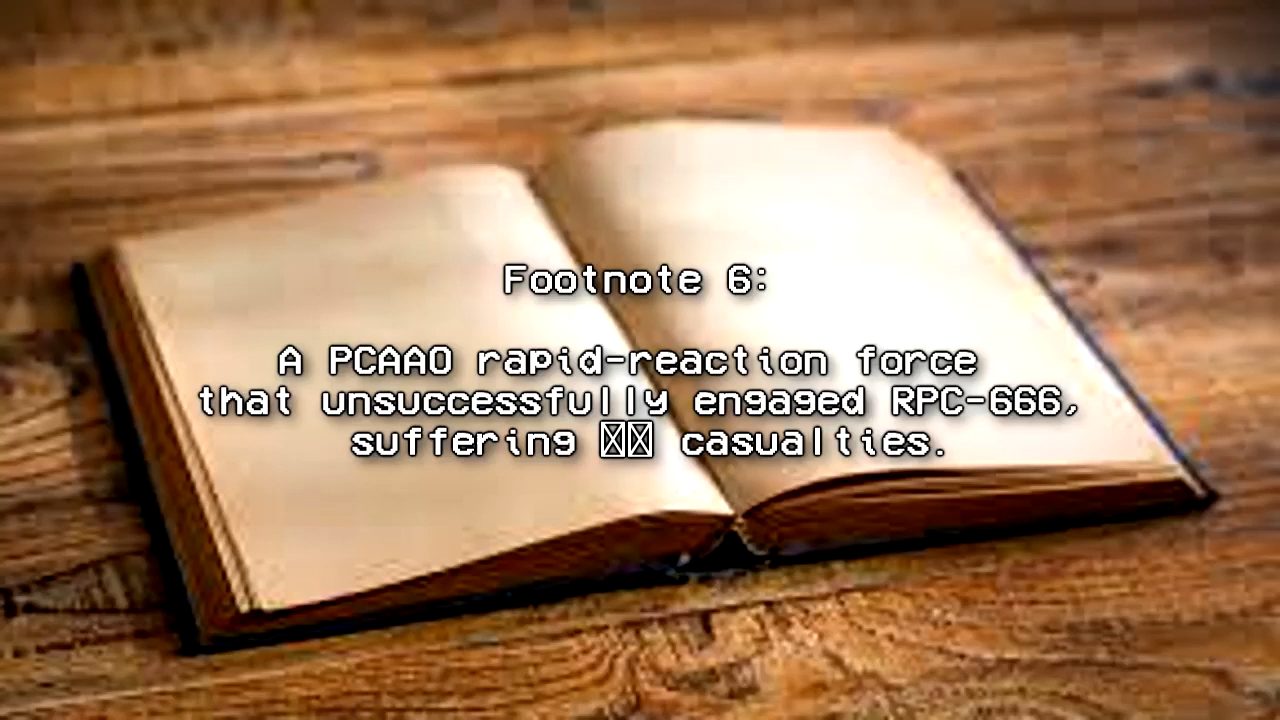 Footnote 6:
A PCAAO rapid-reaction force
that unsuccessfully engaged RPC-666,
suffering ☒☒ casualties.